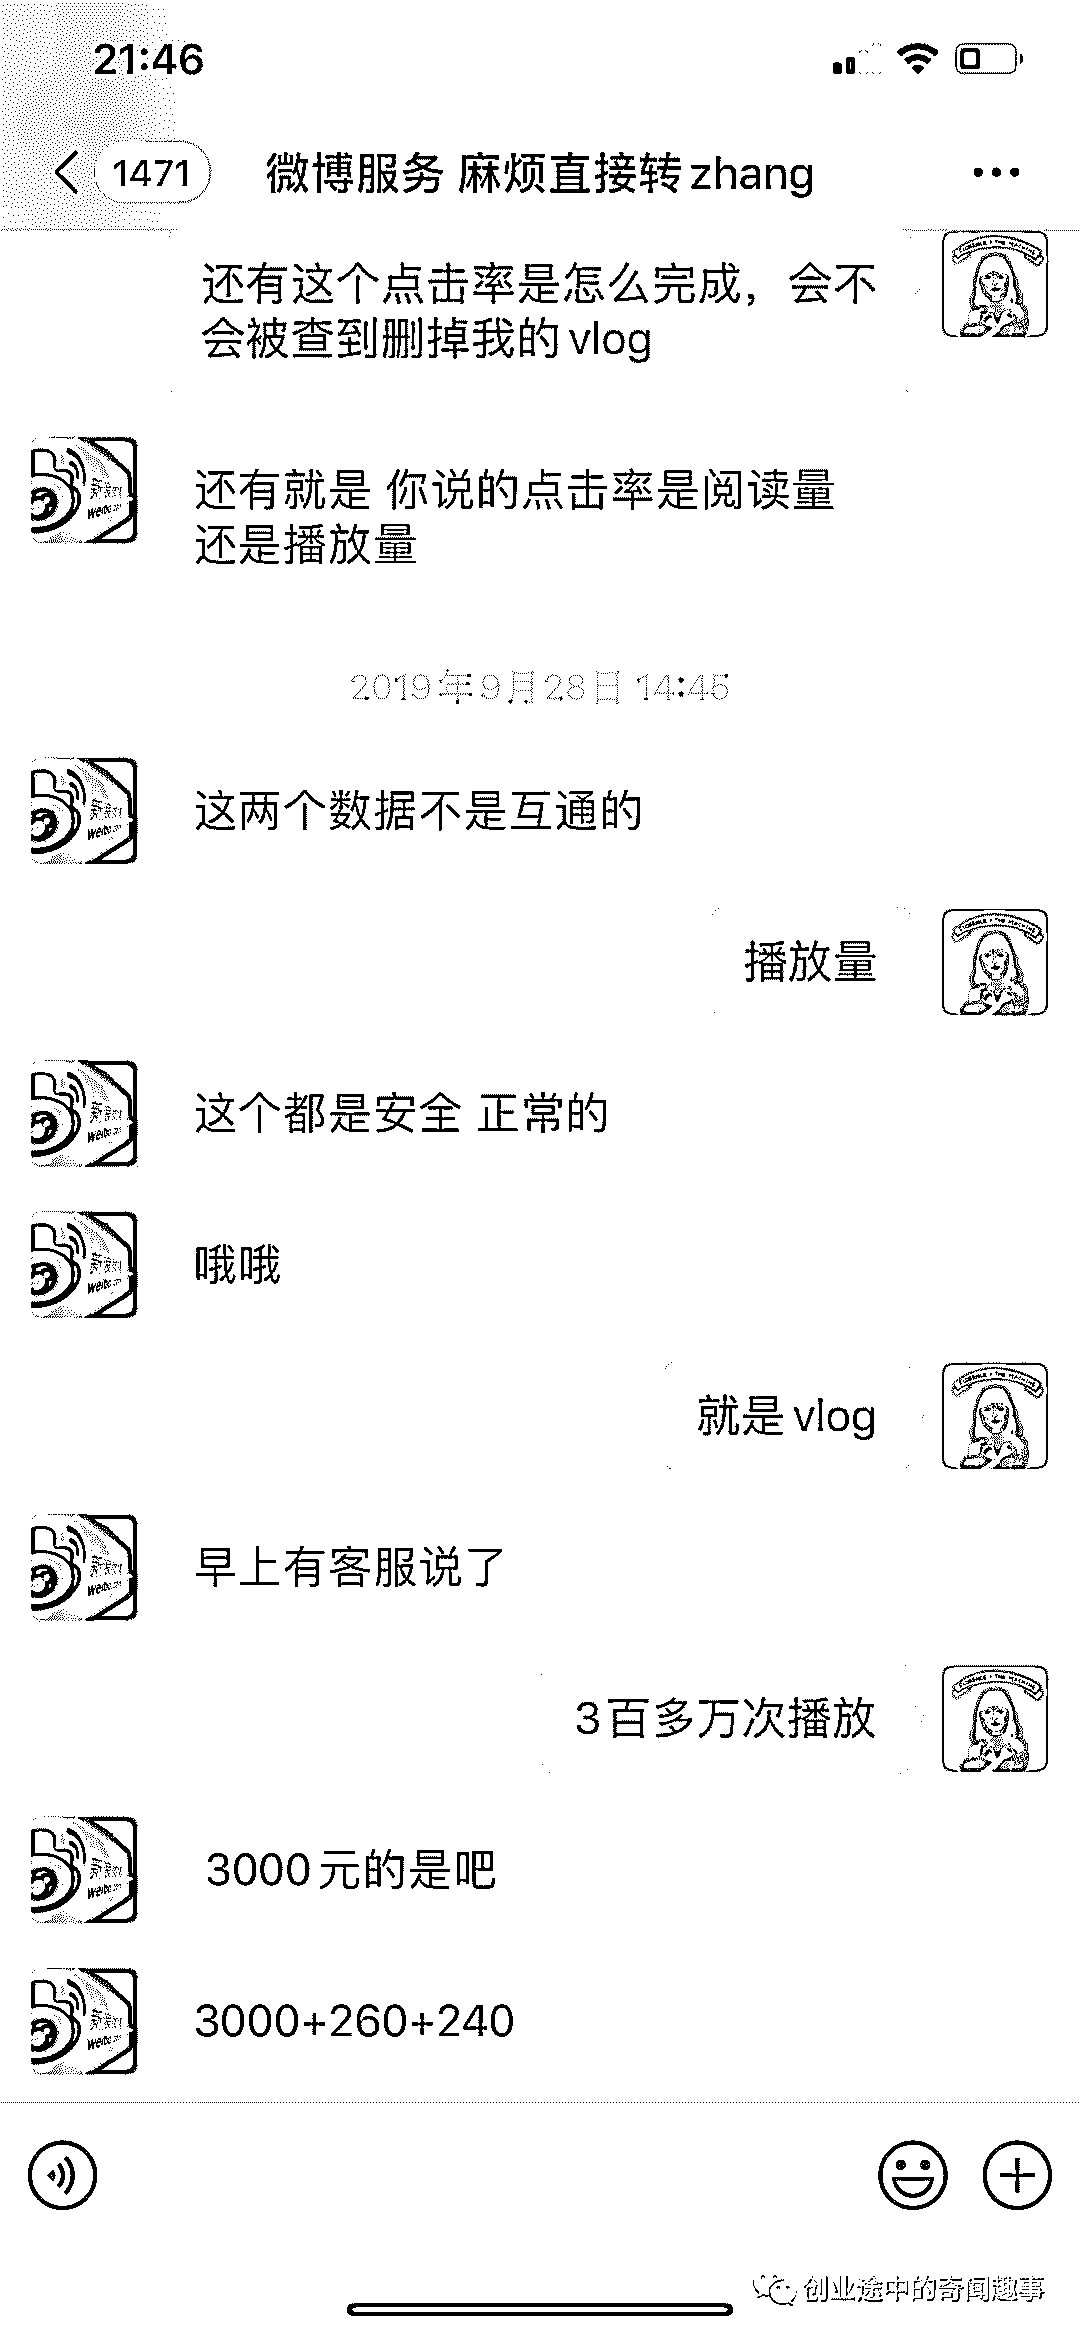 21:46
1471
微博服务 麻烦直接转zhang
还有这个点击率是怎么完成，会不
会被查到删掉我的vlog
还有就是 你说的点击率是阅读量
还是播放量
2019年9月28日 14:45
这两个数据不是互通的
播放量
这个都是安全 正常的
哦哦
就是vlog
早上有客服说了
3百多万次播放
3000元的是吧
3000+260+240
创业途中的奇闻趣事